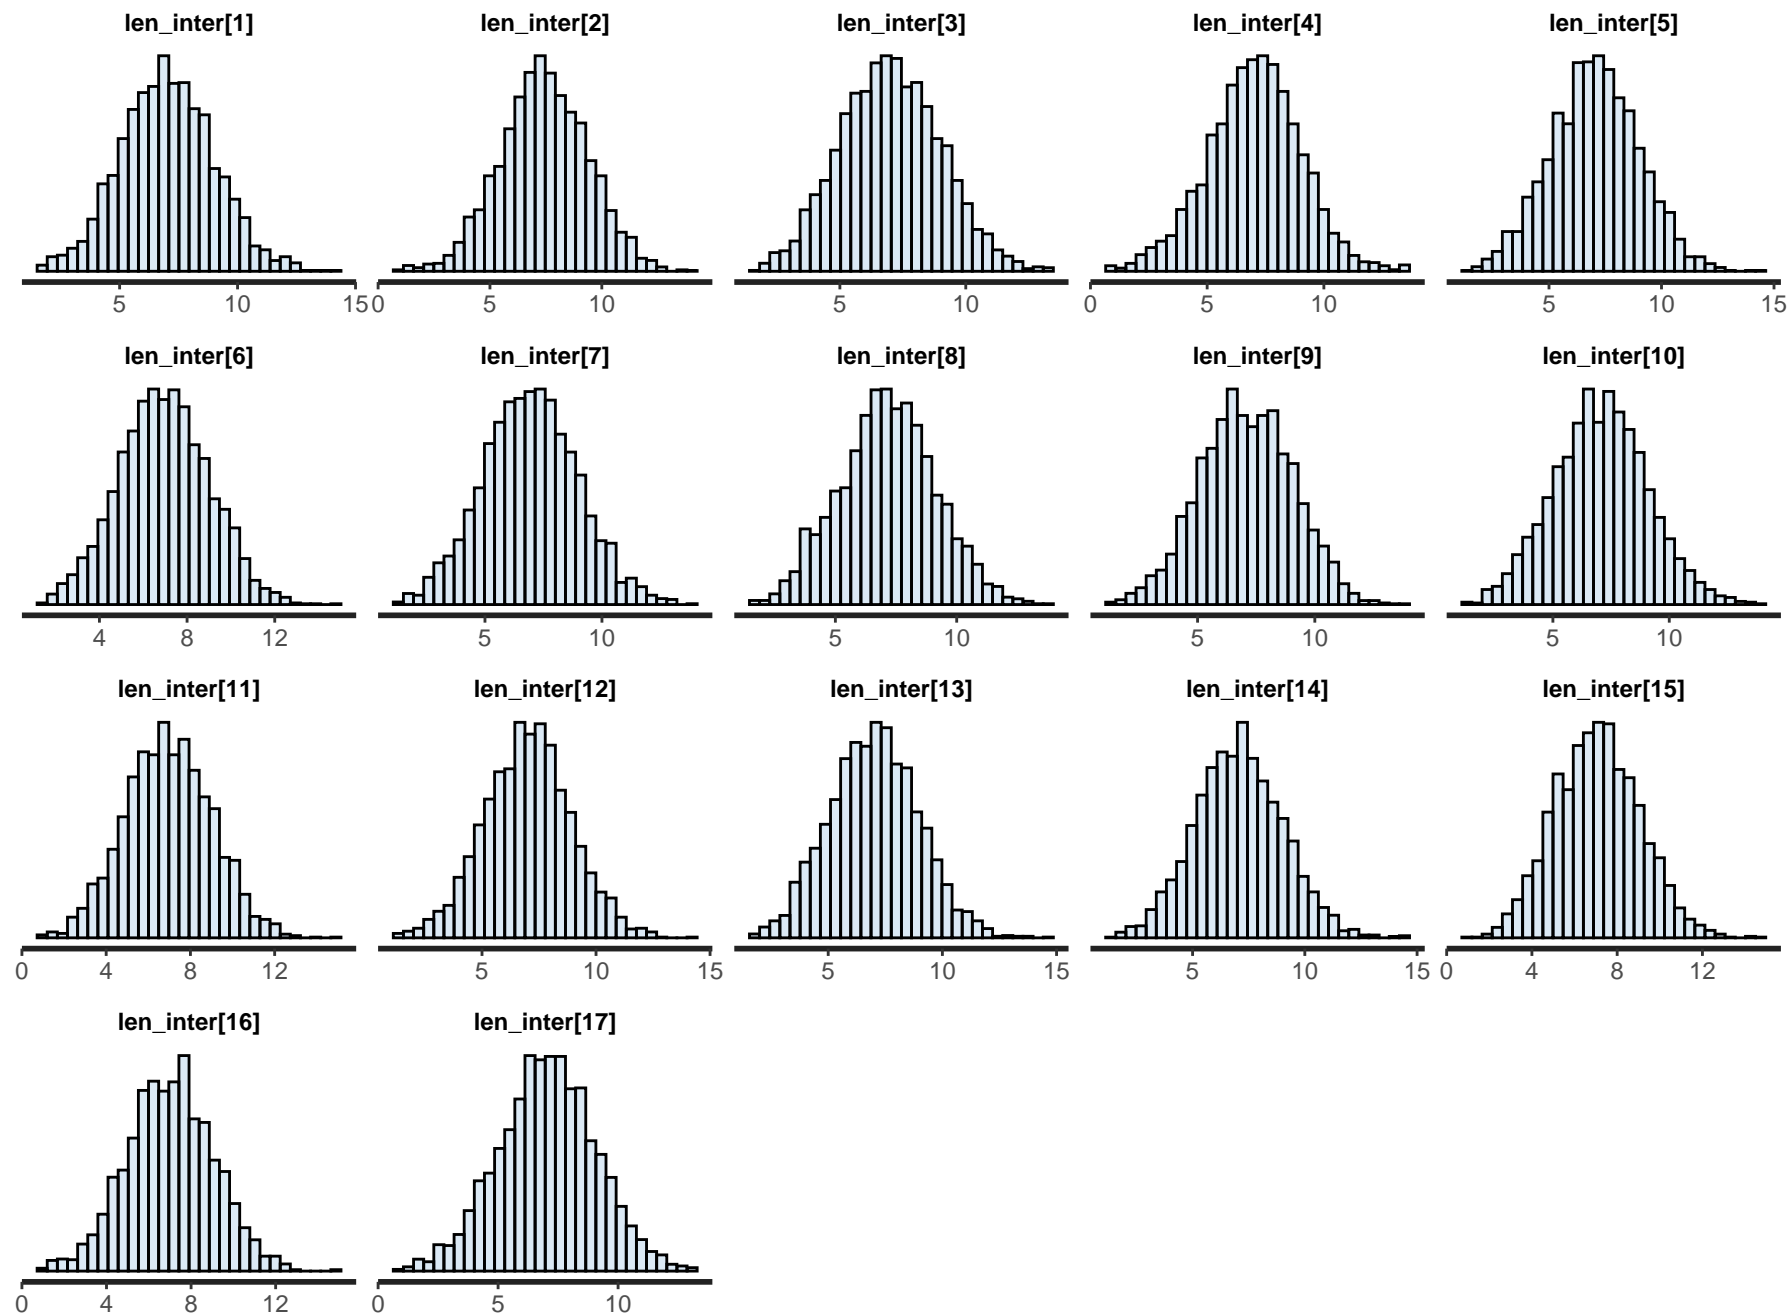 len_inter[1] len_inter[2] len_inter[3] len_inter[4] len_inter[5]
5 10 15 0 5 10 5 10 0 5 10 5 10 15
len_inter[6] len_inter[7] len_inter[8] len_inter[9] len_inter[10]
4 8 12 5 10 5 10 5 10 5 10
len_inter[11] len_inter[12] len_inter[13] len_inter[14] len_inter[15]
0 4 8 12 5 10 15 5 10 15 5 10 15 0 4 8 12
len_inter[16] len_inter[17]
0 4 8 12 0 5 10